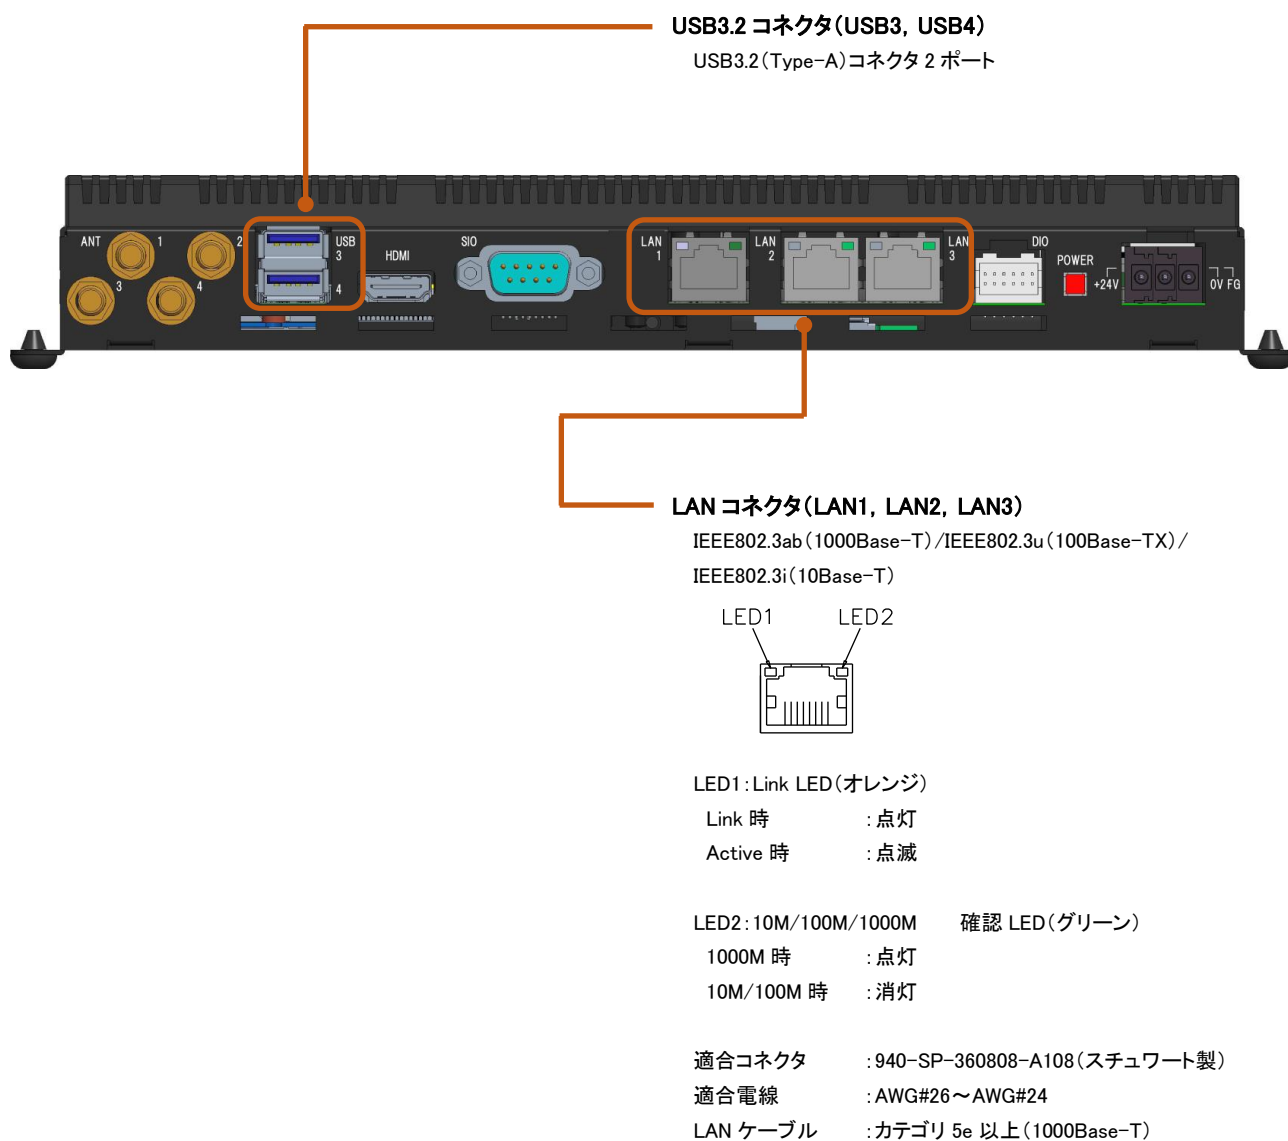 USB3.2 コネクタ(USB3, USB4)
USB3.2(Type-A)コネクタ 2 ポート
ANT 1 2 3 4
USB 3 4
HDMI
SIO
LAN 1
LAN 2
LAN 3
DIO
POWER
+24V
0V FG
LAN コネクタ(LAN1, LAN2, LAN3)
IEEE802.3ab(1000Base-T)/IEEE802.3u(100Base-TX)/
IEEE802.3i(10Base-T)
LED1 LED2
LED1:Link LED(オレンジ)
Link 時 :点灯
Active 時 :点滅
LED2:10M/100M/1000M 確認 LED(グリーン)
1000M 時 :点灯
10M/100M 時 :消灯
適合コネクタ :940-SP-360808-A108(スチュワート製)
適合電線 :AWG#26~AWG#24
LAN ケーブル :カテゴリ 5e 以上(1000Base-T)